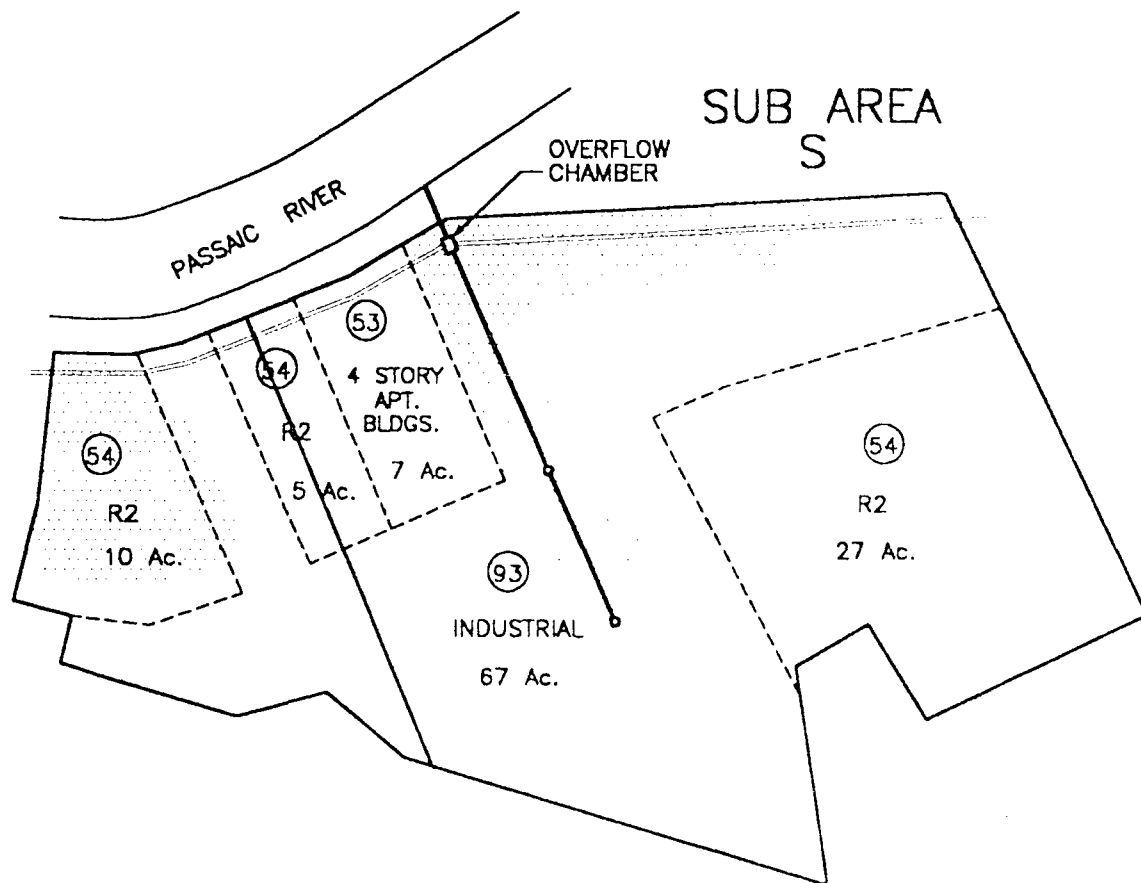 SUB AREA
S
OVERFLOW
CHAMBER
PASSAIC RIVER
53
4 STORY
APT.
BLDGS.
7 Ac.
54
R2
5 Ac.
54
R2
10 Ac.
54
R2
27 Ac.
93
INDUSTRIAL
67 Ac.